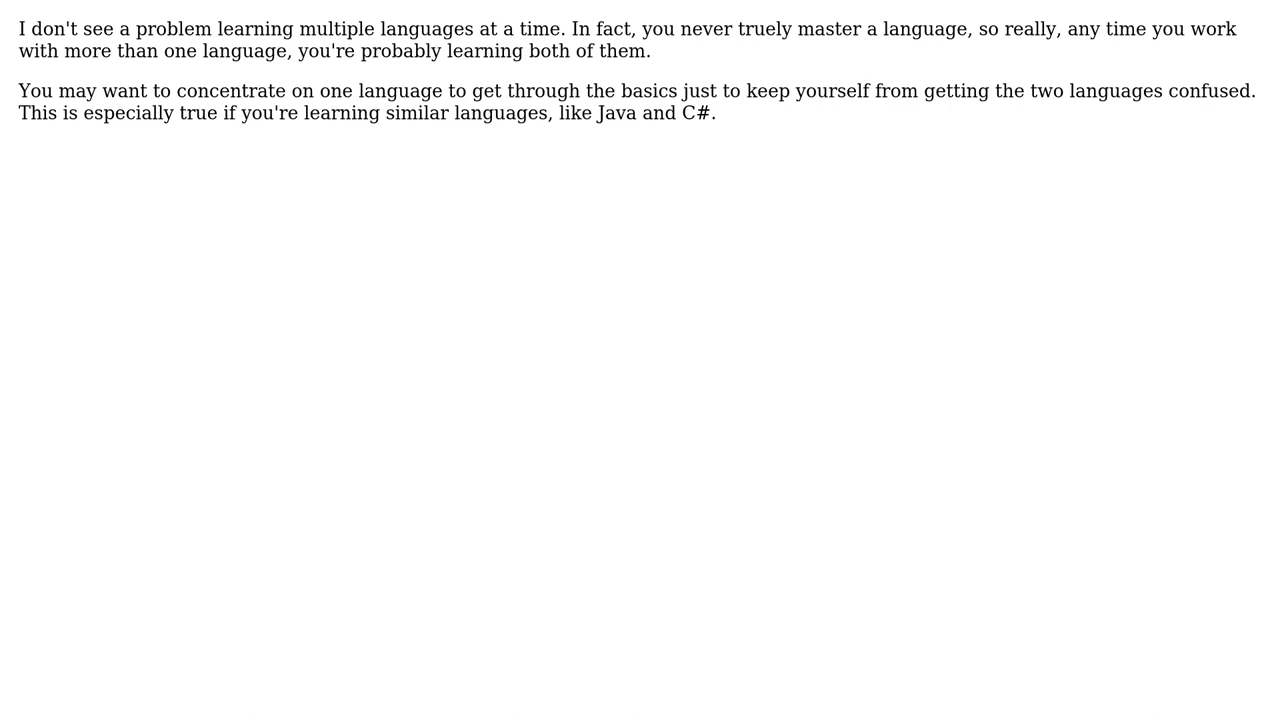 I don't see a problem learning multiple languages at a time. In fact, you never truely master a language, so really, any time you work
with more than one language, you're probably learning both of them.
You may want to concentrate on one language to get through the basics just to keep yourself from getting the two languages confused.
This is especially true if you're learning similar languages, like Java and C#.